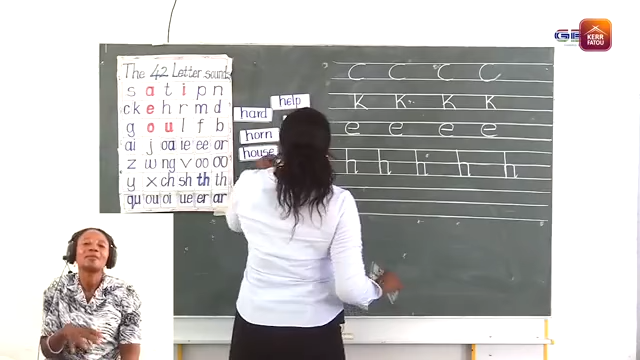 The 42 Letter sounds
s a t i p n
ck e h r m d
g o u l f b
ai j oa ie ee or
z w ng v oo oo
y x ch sh th th
qu ou oi ue er ar
help
hard
horn
house
c c c c
k k k k
e e e e
h h h h h
KERR
FATOU